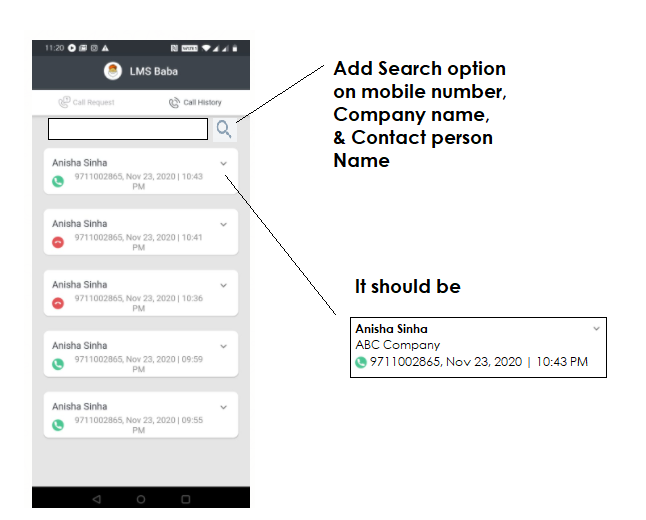 11:20
LMS Baba
Call Request
Call History
Add Search option
on mobile number,
Company name,
& Contact person
Name
Anisha Sinha
9711002865, Nov 23, 2020 | 10:43
PM
Anisha Sinha
9711002865, Nov 23, 2020 | 10:41
PM
Anisha Sinha
9711002865, Nov 23, 2020 | 10:36
PM
Anisha Sinha
9711002865, Nov 23, 2020 | 09:59
PM
Anisha Sinha
9711002865, Nov 23, 2020 | 09:55
PM
It should be
Anisha Sinha
ABC Company
9711002865, Nov 23, 2020 | 10:43 PM